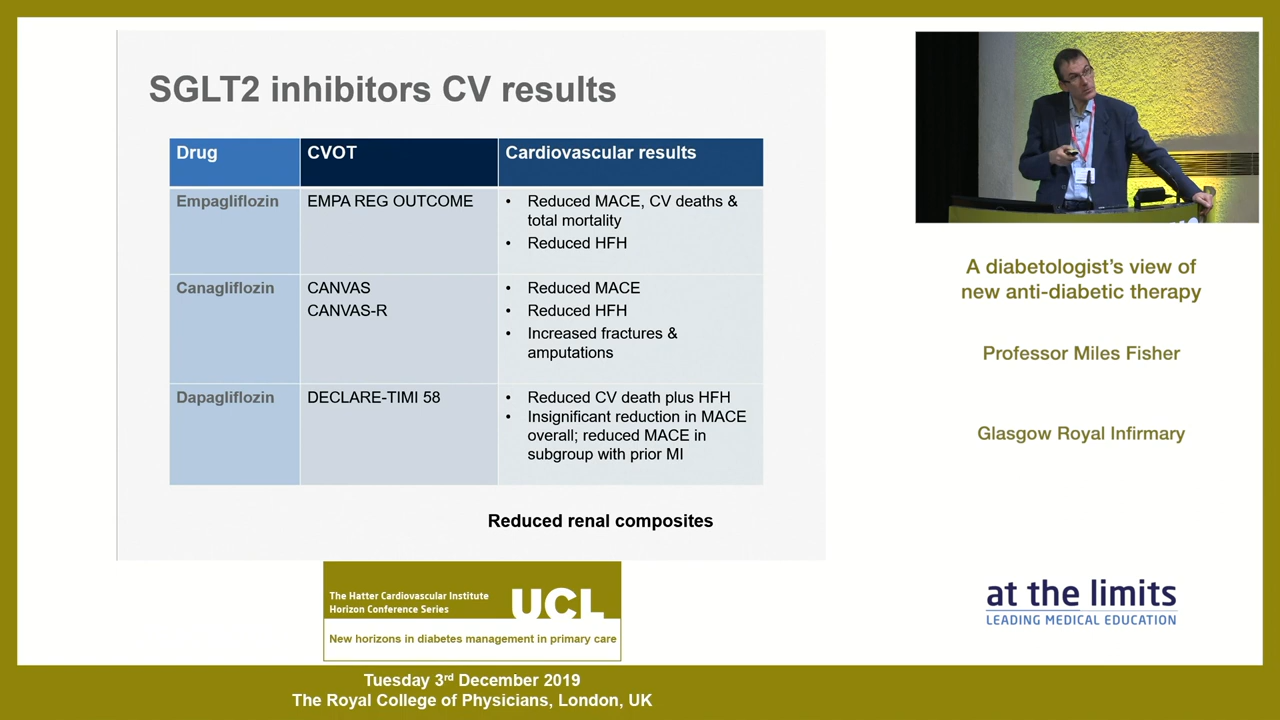 SGLT2 inhibitors CV results
Drug
CVOT
Cardiovascular results
Empagliflozin
EMPA REG OUTCOME
• Reduced MACE, CV deaths &
total mortality
• Reduced HFH
Canagliflozin
CANVAS
CANVAS-R
• Reduced MACE
• Reduced HFH
• Increased fractures &
amputations
Dapagliflozin
DECLARE-TIMI 58
• Reduced CV death plus HFH
• Insignificant reduction in MACE
overall; reduced MACE in
subgroup with prior MI
Reduced renal composites
A diabetologist's view of
new anti-diabetic therapy
Professor Miles Fisher
Glasgow Royal Infirmary
at the limits
LEADING MEDICAL EDUCATION
The Hatter Cardiovascular Institute
Horizon Conference Series
UCL
New horizons in diabetes management in primary care
Tuesday 3rd December 2019
The Royal College of Physicians, London, UK